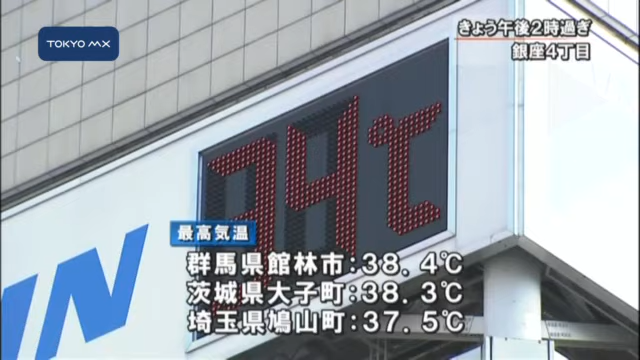 TOKYO MX
きょう午後2時過ぎ
銀座4丁目
34℃
最高気温
群馬県館林市:38.4℃
茨城県大子町:38.3℃
埼玉県鳩山町:37.5℃